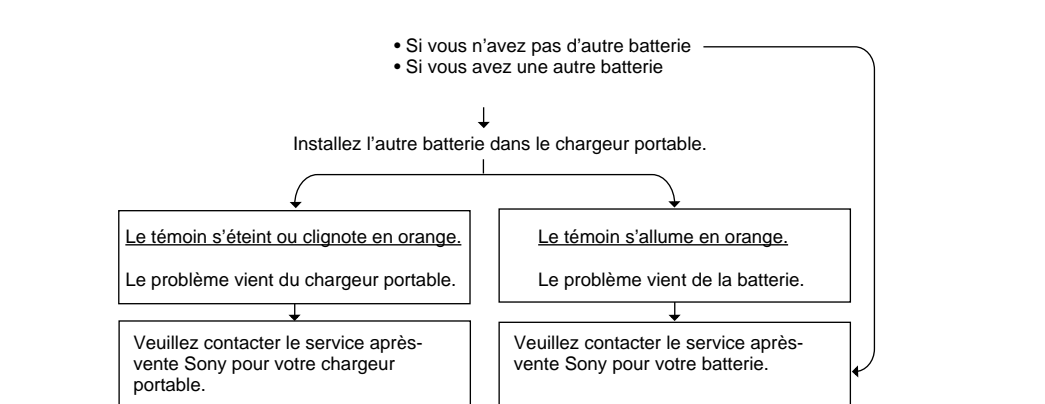 • Si vous n'avez pas d'autre batterie
• Si vous avez une autre batterie
Installez l'autre batterie dans le chargeur portable.
Le témoin s'éteint ou clignote en orange.
Le problème vient du chargeur portable.
Le témoin s'allume en orange.
Le problème vient de la batterie.
Veuillez contacter le service après-
vente Sony pour votre chargeur
portable.
Veuillez contacter le service après-
vente Sony pour votre batterie.